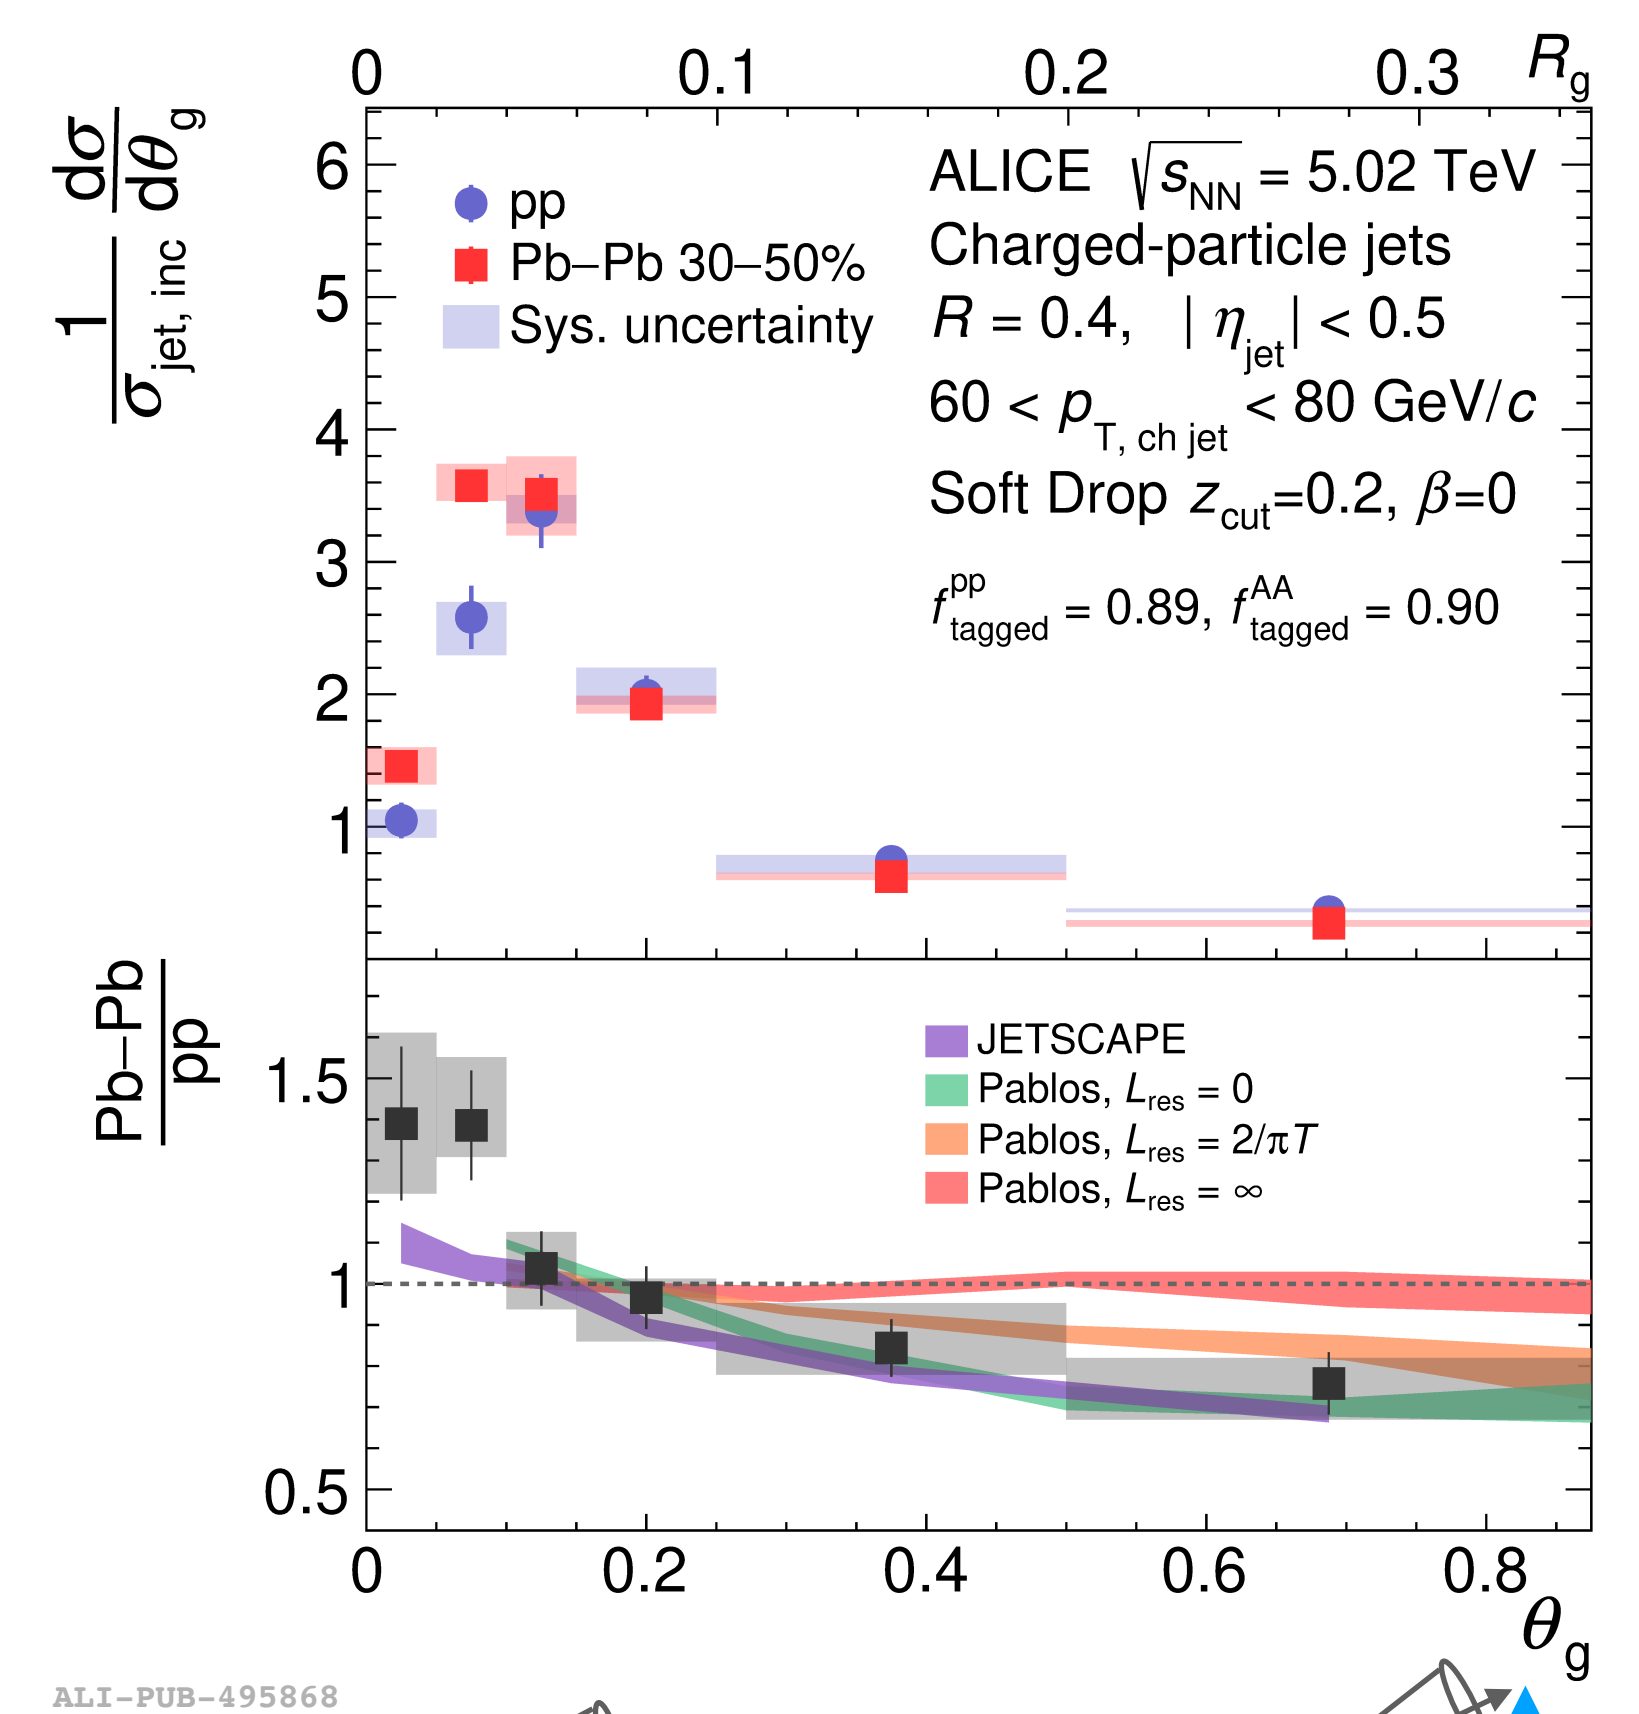 0 0.1 0.2 0.3 R_g
1/σ_jet, inc dσ/dθ_g
6
5
4
3
2
1
pp
Pb–Pb 30–50%
Sys. uncertainty
ALICE √s_NN = 5.02 TeV
Charged-particle jets
R = 0.4, | η_jet| < 0.5
60 < p_T, ch jet < 80 GeV/c
Soft Drop z_cut=0.2, β=0
f_tagged^pp = 0.89, f_tagged^AA = 0.90
Pb–Pb/pp
1.5
1
0.5
JETSCAPE
Pablos, L_res = 0
Pablos, L_res = 2/πT
Pablos, L_res = ∞
0 0.2 0.4 0.6 0.8
θ_g
ALI-PUB-495868